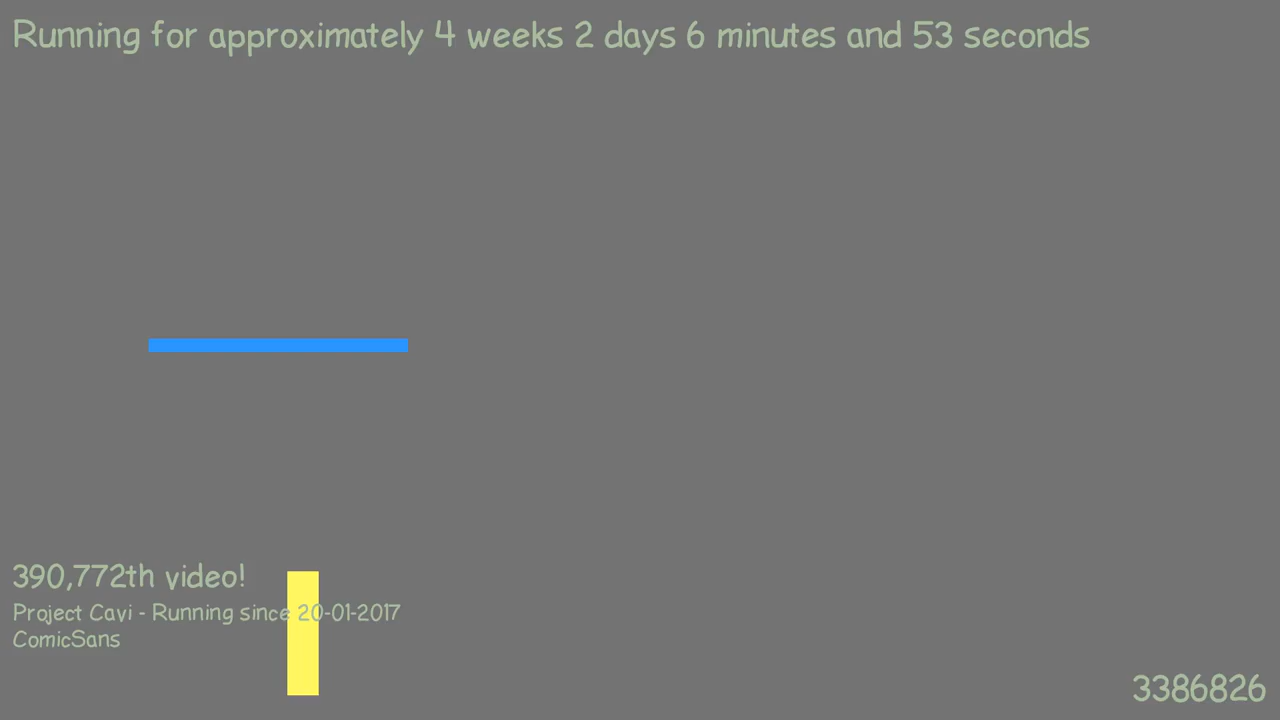 Running for approximately 4 weeks 2 days 6 minutes and 53 seconds
390,772th video!
Project Cavi - Running since 20-01-2017
ComicSans
3386826